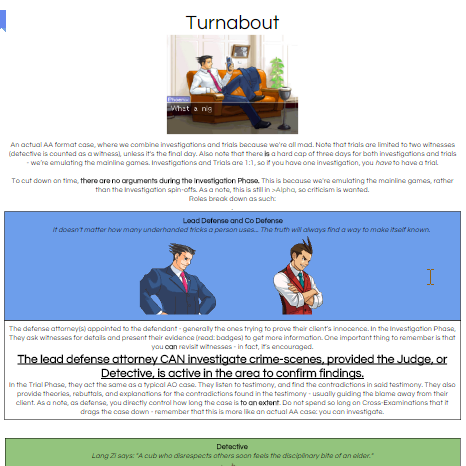 Turnabout
Phoenix
What a nig
An actual AA format case, where we combine investigations and trials because we're all mad. Note that trials are limited to two witnesses
(detective is counted as a witness), unless it's the final day. Also note that there is a hard cap of three days for both investigations and trials
- we're emulating the mainline games. Investigations and Trials are 1:1, so if you have one investigation, you have to have a trial.
To cut down on time, there are no arguments during the Investigation Phase. This is because we're emulating the mainline games, rather
than the Investigation spin-offs. As a note, this is still in >Alpha, so criticism is wanted.
Roles break down as such:
Lead Defense and Co Defense
It doesn't matter how many underhanded tricks a person uses... The truth will always find a way to make itself known.
The defense attorney(s) appointed to the defendant - generally the ones trying to prove their client's innocence. In the Investigation Phase,
They ask witnesses for details and present their evidence (read: badges) to get more information. One important thing to remember is that
you can revisit witnesses - in fact, it's encouraged.
The lead defense attorney CAN investigate crime-scenes, provided the Judge, or
Detective, is active in the area to confirm findings.
In the Trial Phase, they act the same as a typical AO case. They listen to testimony, and find the contradictions in said testimony. They also
provide theories, rebuttals, and explanations for the contradictions found in the testimony - usually guiding the blame away from their
client. As a note, as defense, you directly control how long the case is to an extent. Do not spend so long on Cross-Examinations that it
drags the case down - remember that this is more like an actual AA case: you can investigate.
Detective
Lang Zi says: "A cub who disrespects others soon feels the disciplinary bite of an elder."